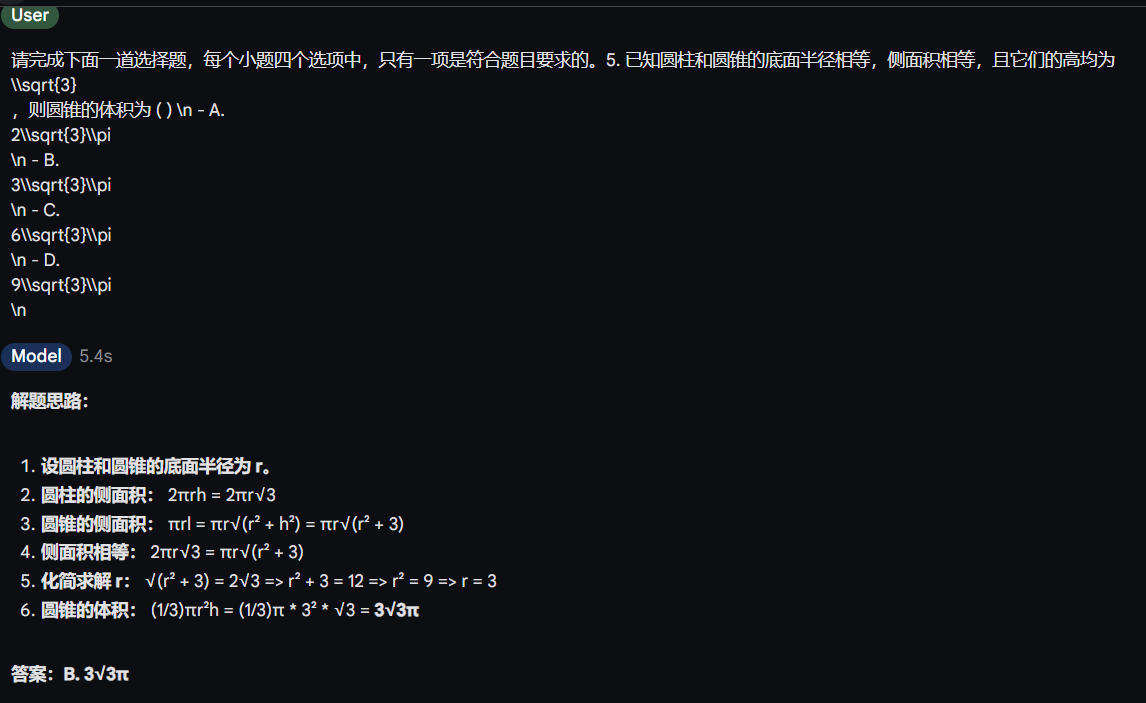 User
请完成下面一道选择题，每个小题四个选项中，只有一项是符合题目要求的。5. 已知圆柱和圆锥的底面半径相等，侧面积相等，且它们的高均为
\\sqrt{3}
，则圆锥的体积为 ( ) \n - A.
2\\sqrt{3}\\pi
\n - B.
3\\sqrt{3}\\pi
\n - C.
6\\sqrt{3}\\pi
\n - D.
9\\sqrt{3}\\pi
\n
Model 5.4s
解题思路：
1. 设圆柱和圆锥的底面半径为 r。
2. 圆柱的侧面积： 2πrh = 2πr√3
3. 圆锥的侧面积： πrl = πr√(r² + h²) = πr√(r² + 3)
4. 侧面积相等： 2πr√3 = πr√(r² + 3)
5. 化简求解 r： √(r² + 3) = 2√3 => r² + 3 = 12 => r² = 9 => r = 3
6. 圆锥的体积： (1/3)πr²h = (1/3)π * 3² * √3 = 3√3π
答案：B. 3√3π